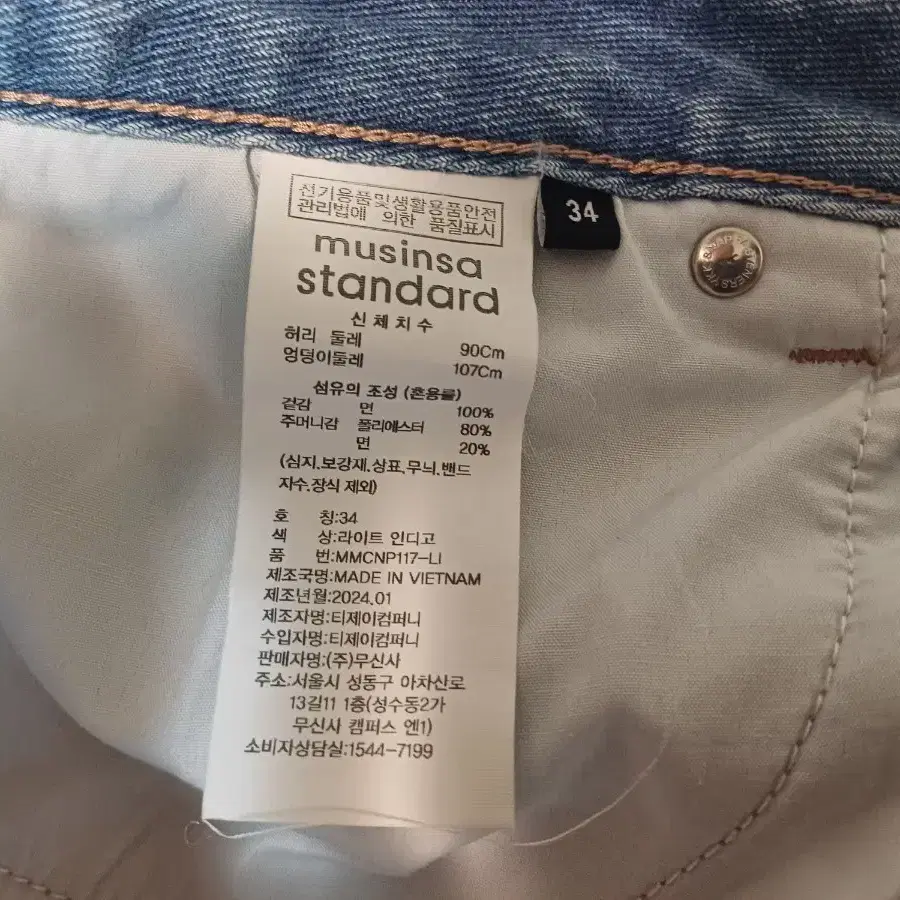 전기용품및생활용품안전
관리법에 의한 품질표시
musinsa
standard
신체치수
허리 둘레 90Cm
엉덩이둘레 107Cm
섬유의 조성 (혼용률)
겉감 면 100%
주머니감 폴리에스터 80%
면 20%
(심지.보강재.상표.무늬.밴드
자수.장식 제외)
호 칭:34
색 상:라이트 인디고
품 번:MMCNP117-LI
제조국명:MADE IN VIETNAM
제조년월:2024.01
제조자명:티제이컴퍼니
수입자명:티제이컴퍼니
판매자명:(주)무신사
주소:서울시 성동구 아차산로
13길11 1층(성수동2가
무신사 캠퍼스 엔1)
소비자상담실:1544-7199
34